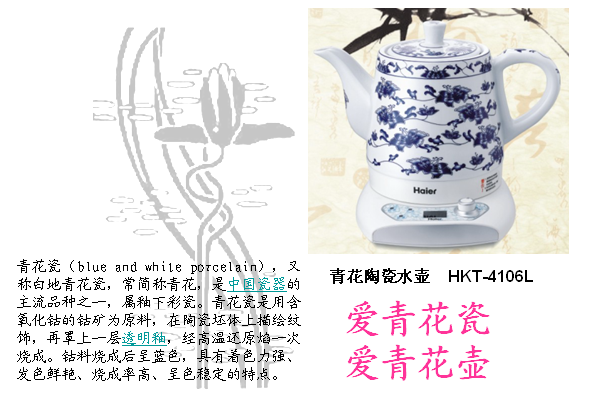 青花瓷（blue and white porcelain），又
称白地青花瓷，常简称青花，是中国瓷器的
主流品种之一，属釉下彩瓷。青花瓷是用含
氧化钴的钴矿为原料，在陶瓷坯体上描绘纹
饰，再罩上一层透明釉，经高温还原焰一次
烧成。钴料烧成后呈蓝色，具有着色力强、
发色鲜艳、烧成率高、呈色稳定的特点。
Haier
青花陶瓷水壶 HKT-4106L
爱青花瓷
爱青花壶